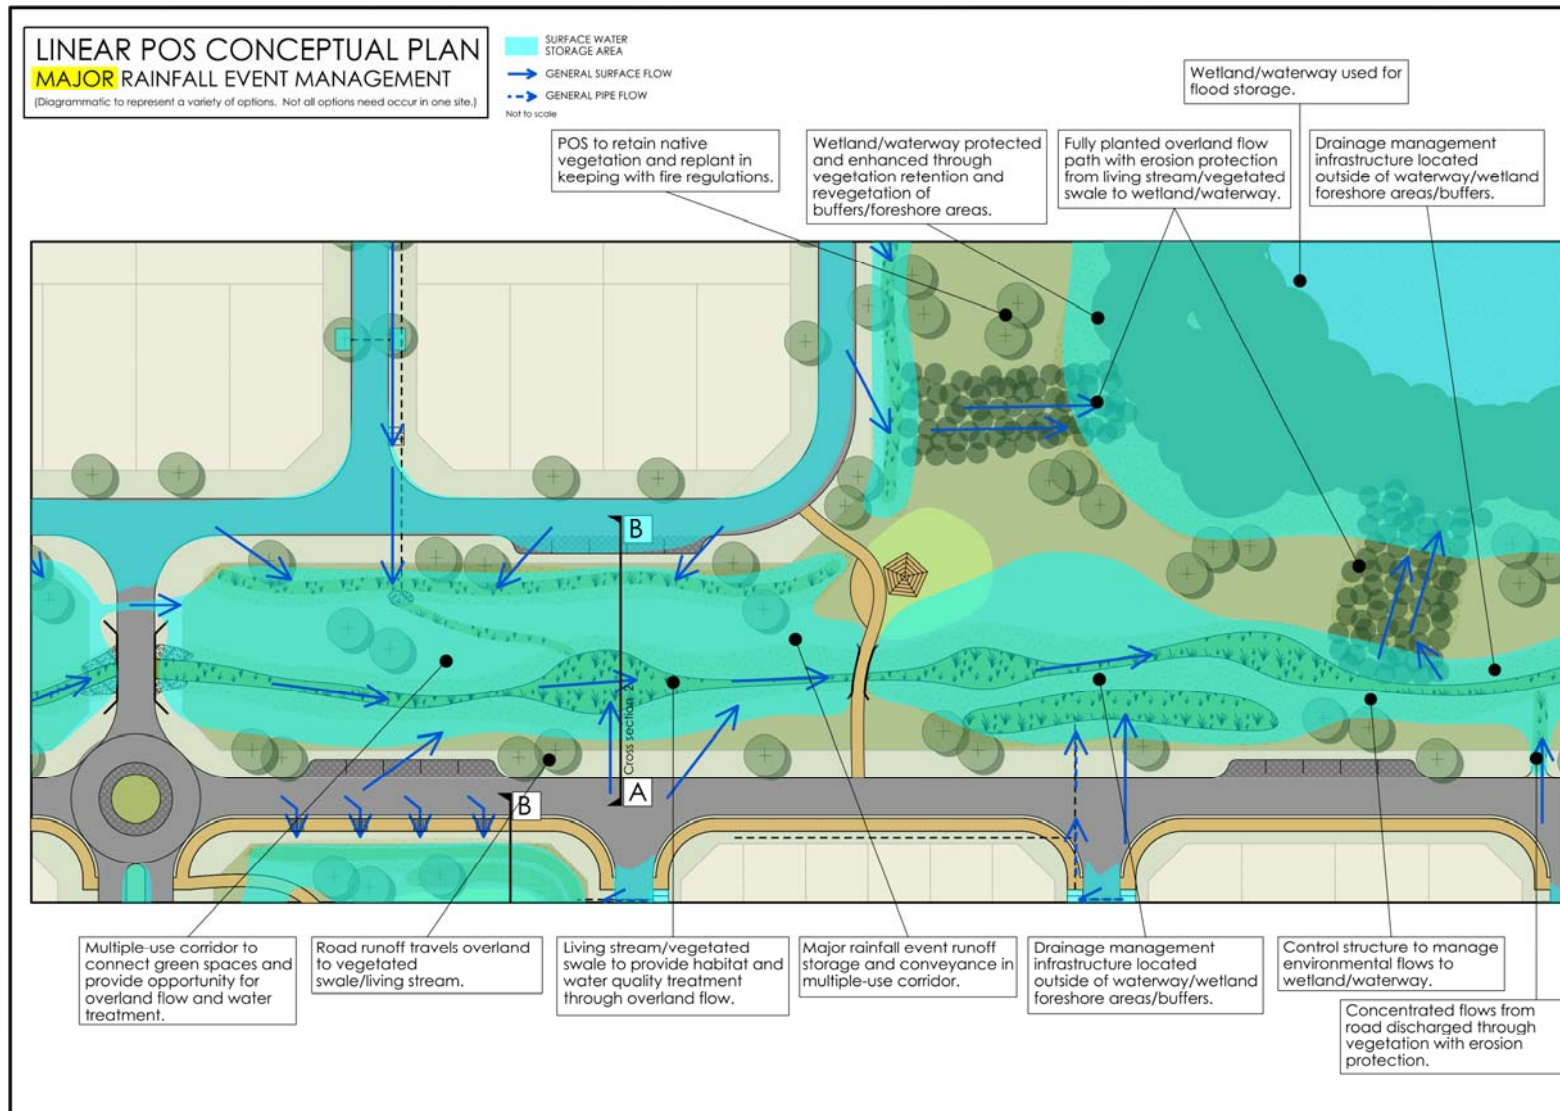 LINEAR POS CONCEPTUAL PLAN
MAJOR RAINFALL EVENT MANAGEMENT
(Diagrammatic to represent a variety of options. Not all options need occur in one site.)
SURFACE WATER
STORAGE AREA
GENERAL SURFACE FLOW
GENERAL PIPE FLOW
Not to scale
POS to retain native
vegetation and replant in
keeping with fire regulations.
Wetland/waterway protected
and enhanced through
vegetation retention and
revegetation of
buffers/foreshore areas.
Fully planted overland flow
path with erosion protection
from living stream/vegetated
swale to wetland/waterway.
Wetland/waterway used for
flood storage.
Drainage management
infrastructure located
outside of waterway/wetland
foreshore areas/buffers.
B
Cross section 2
A
B
Multiple-use corridor to
connect green spaces and
provide opportunity for
overland flow and water
treatment.
Road runoff travels overland
to vegetated
swale/living stream.
Living stream/vegetated
swale to provide habitat and
water quality treatment
through overland flow.
Major rainfall event runoff
storage and conveyance in
multiple-use corridor.
Drainage management
infrastructure located
outside of waterway/wetland
foreshore areas/buffers.
Control structure to manage
environmental flows to
wetland/waterway.
Concentrated flows from
road discharged through
vegetation with erosion
protection.